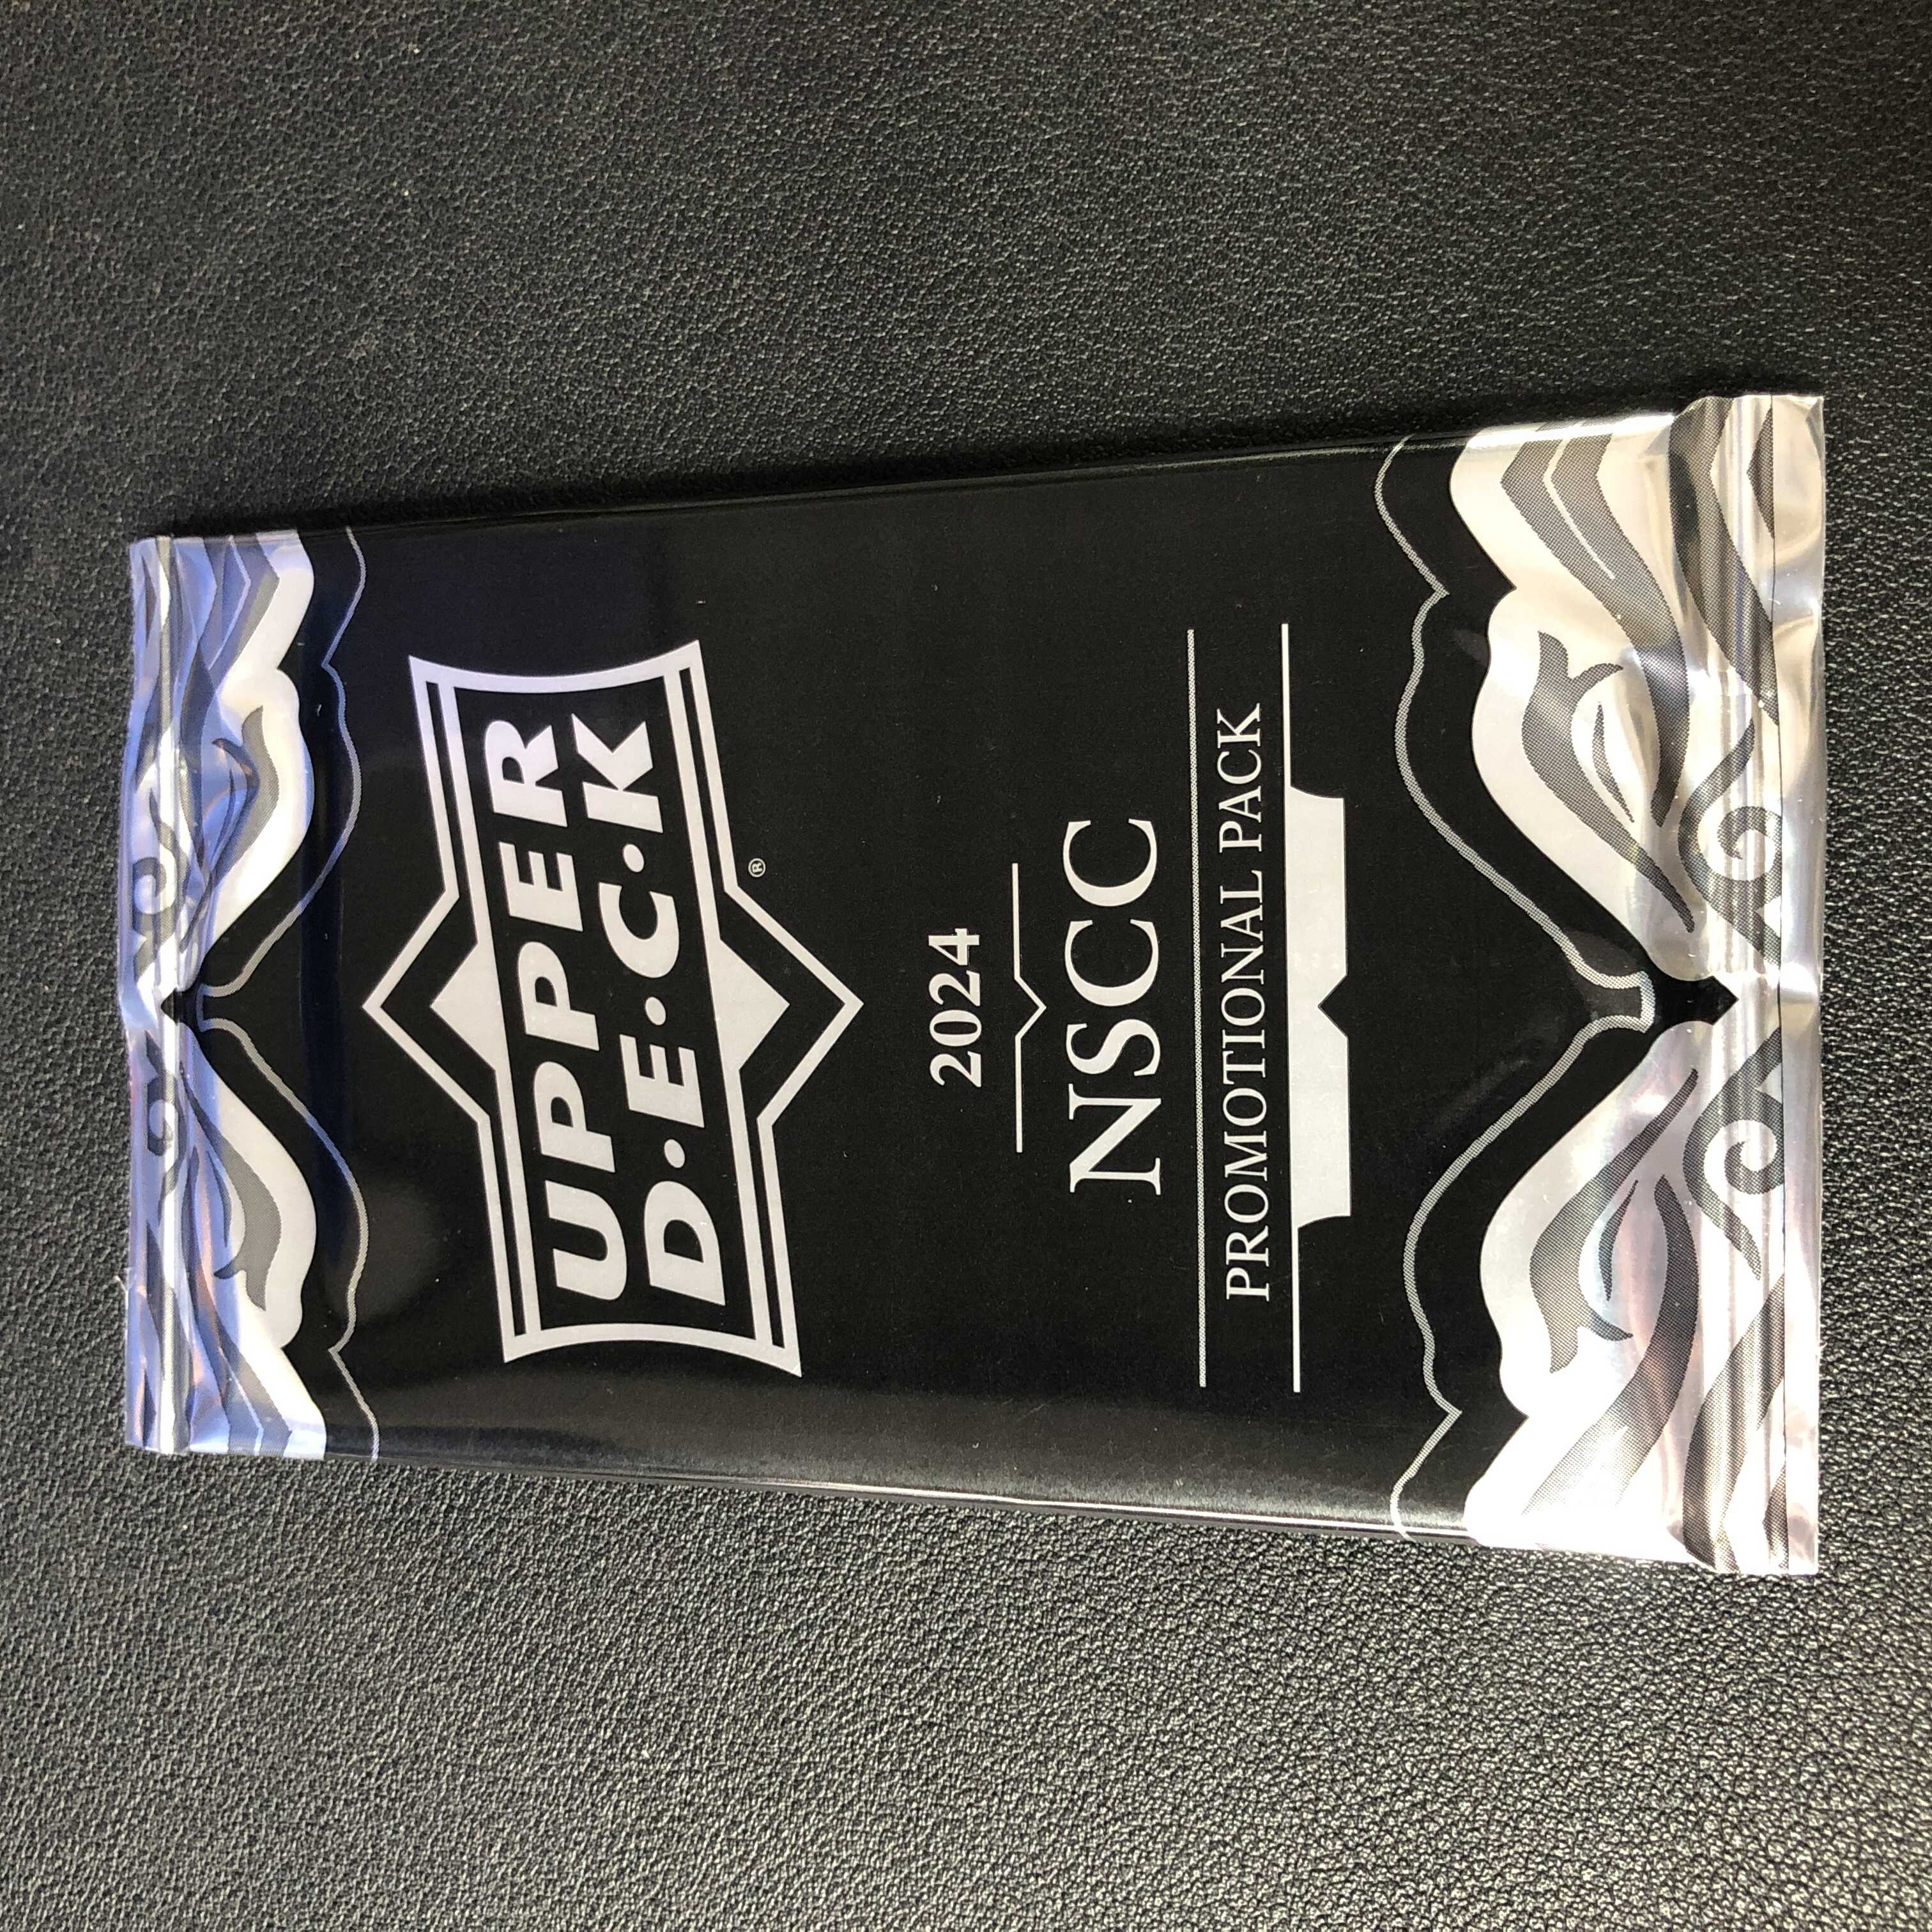 UPPER
D·E·C·K
®
2024
NSCC
PROMOTIONAL PACK